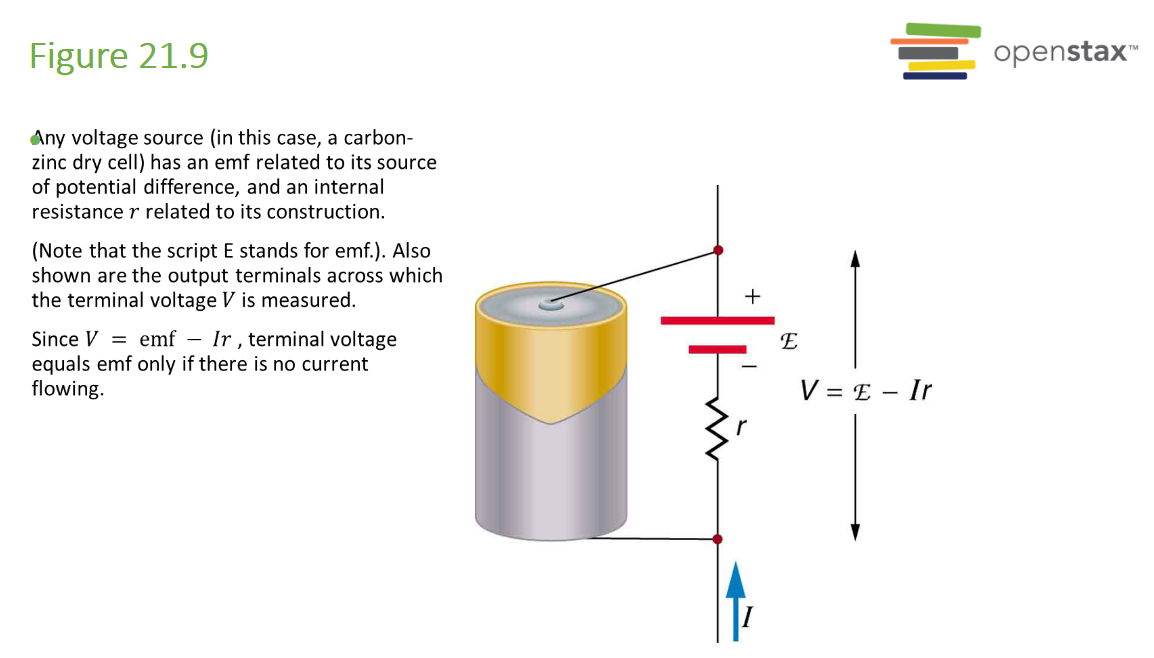 Figure 21.9
openstax™
Any voltage source (in this case, a carbon-
zinc dry cell) has an emf related to its source
of potential difference, and an internal
resistance r related to its construction.
(Note that the script E stands for emf.). Also
shown are the output terminals across which
the terminal voltage V is measured.
Since V = emf − Ir , terminal voltage
equals emf only if there is no current
flowing.
+
ℰ
−
V = ℰ − Ir
r
I